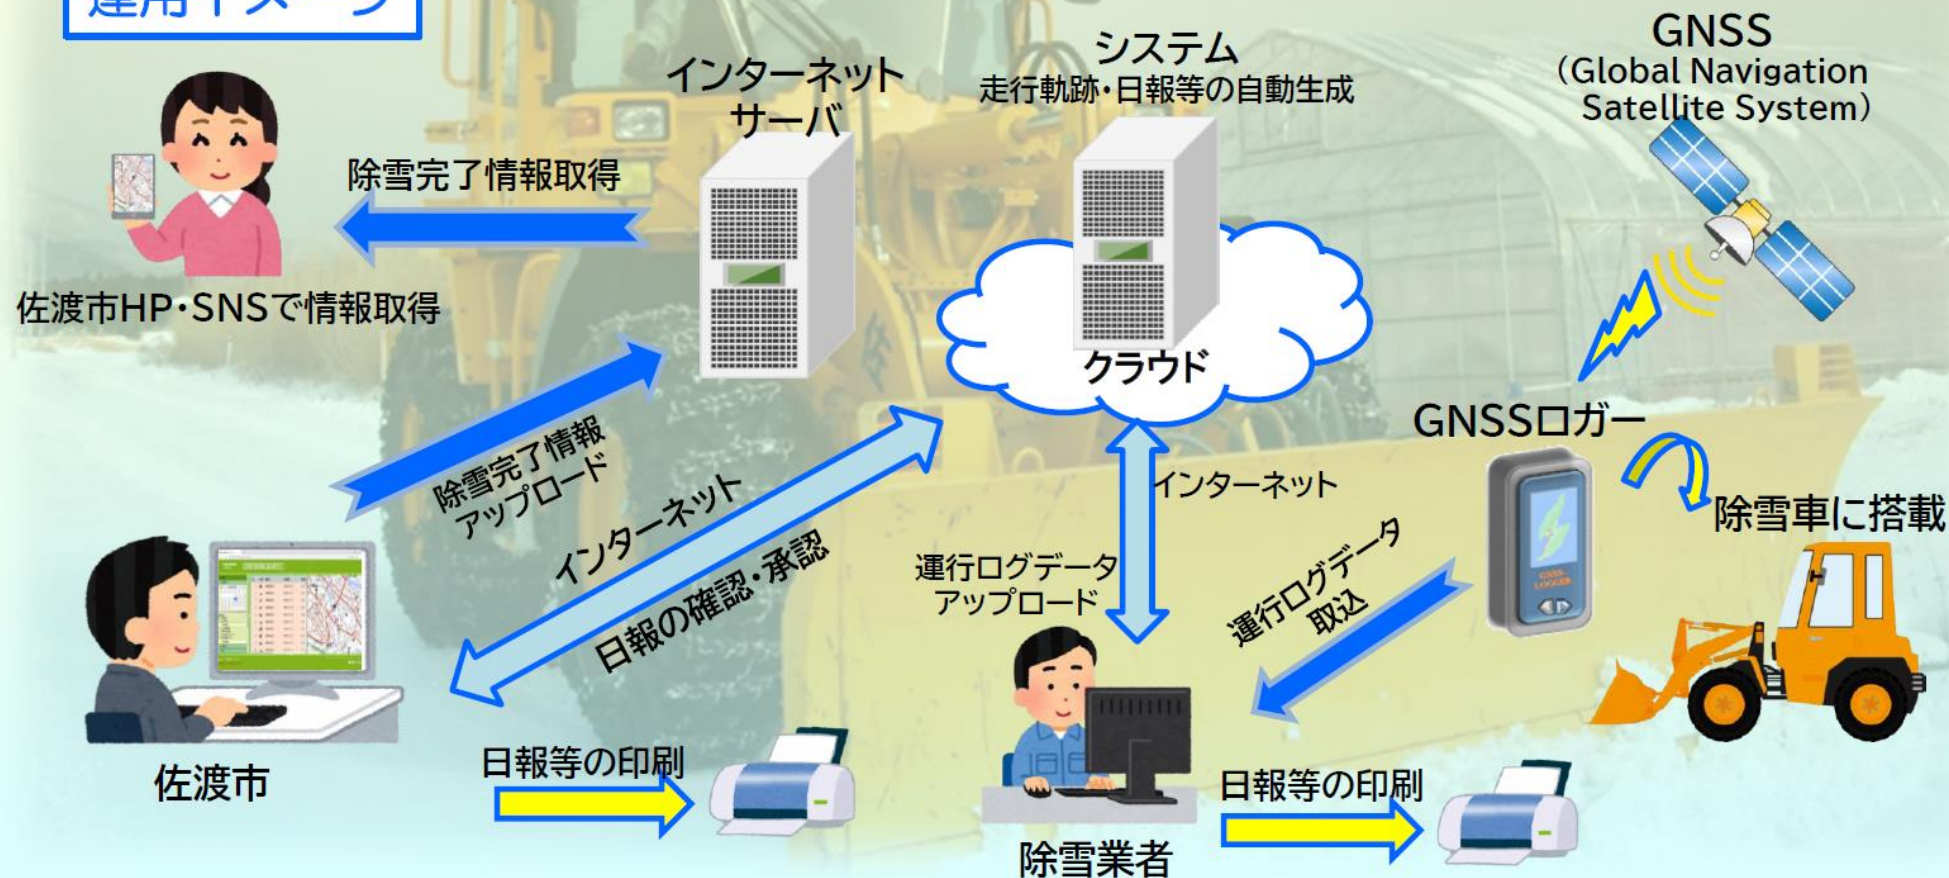 運用イメージ
インターネット
サーバ
システム
走行軌跡・日報等の自動生成
GNSS
（Global Navigation
Satellite System）
除雪完了情報取得
佐渡市HP・SNSで情報取得
クラウド
除雪完了情報
アップロード
インターネット
日報の確認・承認
インターネット
運行ログデータ
アップロード
GNSSロガー
除雪車に搭載
運行ログデータ
取込
GNSS
LOGGER
佐渡市
日報等の印刷
除雪業者
日報等の印刷